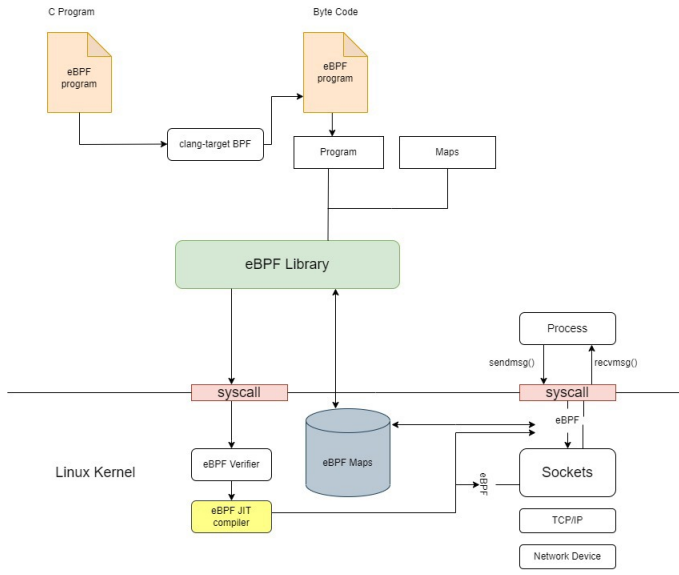 C Program
Byte Code
eBPF
program
eBPF
program
clang-target BPF
Program
Maps
eBPF Library
Process
sendmsg()
recvmsg()
syscall
syscall
eBPF
eBPF Verifier
eBPF Maps
Linux Kernel
Sockets
eBPF
eBPF JIT
compiler
TCP/IP
Network Device